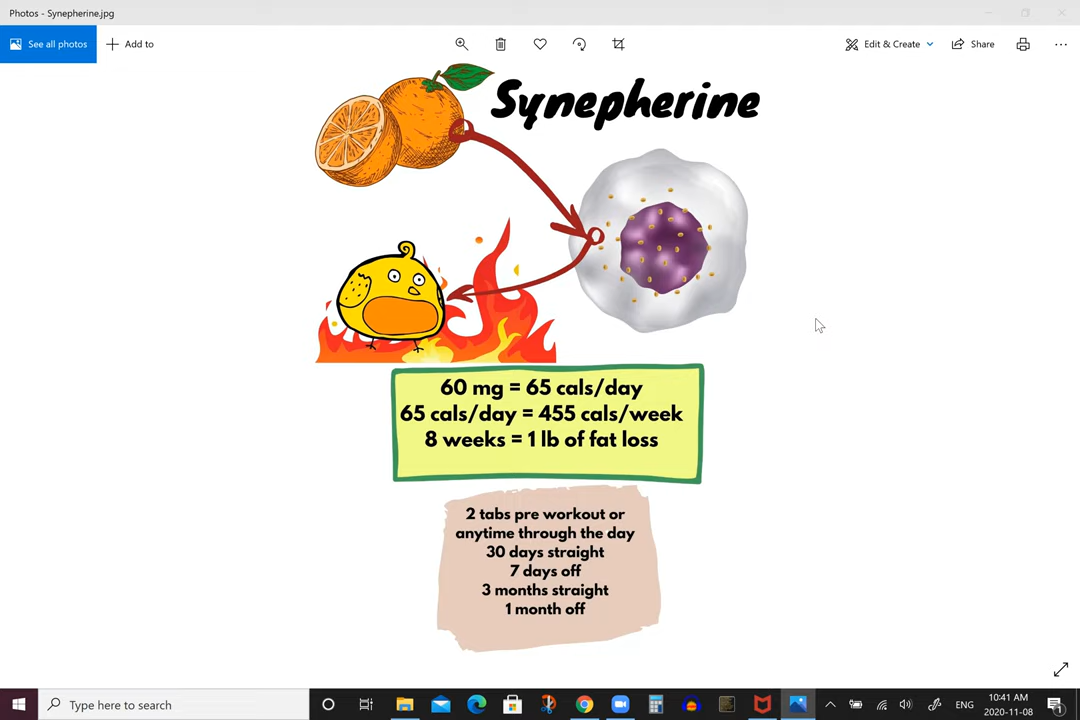 Photos - Synepherine.jpg
See all photos
Add to
Edit & Create
Share
Synepherine
60 mg = 65 cals/day
65 cals/day = 455 cals/week
8 weeks = 1 lb of fat loss
2 tabs pre workout or
anytime through the day
30 days straight
7 days off
3 months straight
1 month off
Type here to search
ENG
10:41 AM
2020-11-08
1